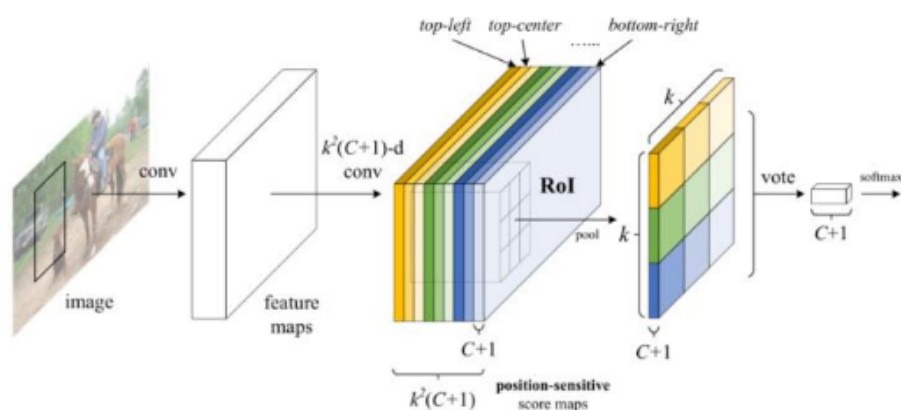 top-left top-center ...... bottom-right
conv
image
feature
maps
k²(C+1)-d
conv
RoI
pool
C+1
k²(C+1)
position-sensitive
score maps
k
k
C+1
vote
C+1
softmax